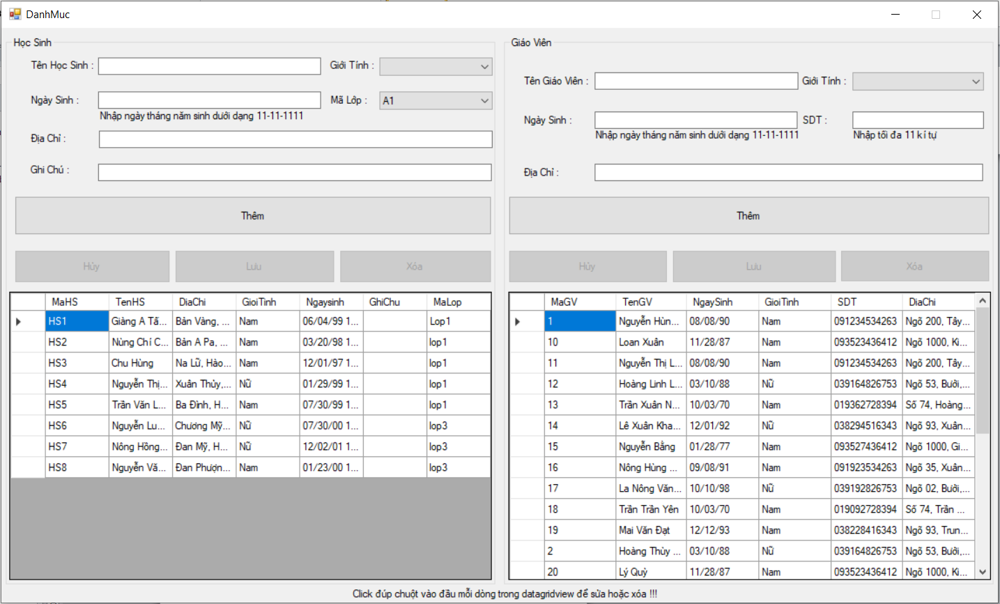 DanhMuc
Học Sinh
Tên Học Sinh :
Giới Tính :
Ngày Sinh :
Mã Lớp :
A1
Nhập ngày tháng năm sinh dưới dạng 11-11-1111
Địa Chỉ :
Ghi Chú :
Thêm
Hủy
Lưu
Xóa
MaHS TenHS DiaChi GioiTinh Ngaysinh GhiChu MaLop
HS1 Giàng A Tấ... Bản Vàng, ... Nam 06/04/99 1... Lop1
HS2 Nùng Chí C... Bản A Pa, ... Nam 03/20/98 1... lop1
HS3 Chu Hùng Na Lữ, Hào... Nam 12/01/97 1... lop1
HS4 Nguyễn Thị... Xuân Thủy,... Nữ 01/29/99 1... lop1
HS5 Trần Văn L... Ba Đình, H... Nam 07/30/99 1... lop1
HS6 Nguyễn Lu... Chương Mỹ... Nữ 07/30/00 1... lop3
HS7 Nông Hồng... Đan Mỹ, H... Nữ 12/02/01 1... lop3
HS8 Nguyễn Vă... Đan Phượn... Nam 01/23/00 1... lop3
Giáo Viên
Tên Giáo Viên :
Giới Tính :
Ngày Sinh :
SDT :
Nhập ngày tháng năm sinh dưới dạng 11-11-1111
Nhập tối đa 11 kí tự
Địa Chỉ :
Thêm
Hủy
Lưu
Xóa
MaGV TenGV NgaySinh GioiTinh SDT DiaChi
1 Nguyễn Hùn... 08/08/90 Nam 091234534263 Ngõ 200, Tây...
10 Loan Xuân 11/28/87 Nam 093523436412 Ngõ 1000, Ki...
11 Nguyễn Thị L... 08/08/90 Nam 091234534263 Ngõ 200, Tây...
12 Hoàng Linh L... 03/10/88 Nữ 039164826753 Ngõ 53, Bưởi,...
13 Trần Xuân N... 10/03/70 Nam 019362728394 Số 74, Hoàng...
14 Lê Xuân Kha... 12/01/92 Nữ 038294516343 Ngõ 93, Xuân...
15 Nguyễn Bằng 01/28/77 Nam 093527436412 Ngõ 1000, Gi...
16 Nông Hùng ... 09/08/91 Nam 091923534263 Ngõ 35, Xuân...
17 La Nông Văn... 10/10/98 Nữ 039192826753 Ngõ 02, Bưởi,...
18 Trần Trần Yên 10/03/70 Nam 019092728394 Số 74, Trần ...
19 Mai Văn Đạt 12/12/93 Nam 038228416343 Ngõ 93, Trun...
2 Hoàng Thùy ... 03/10/88 Nữ 039164826753 Ngõ 53, Bưởi,...
20 Lý Quỳ 11/28/87 Nam 093523436412 Ngõ 1000, Ki...
Click đúp chuột vào đầu mỗi dòng trong datagridview để sửa hoặc xóa !!!